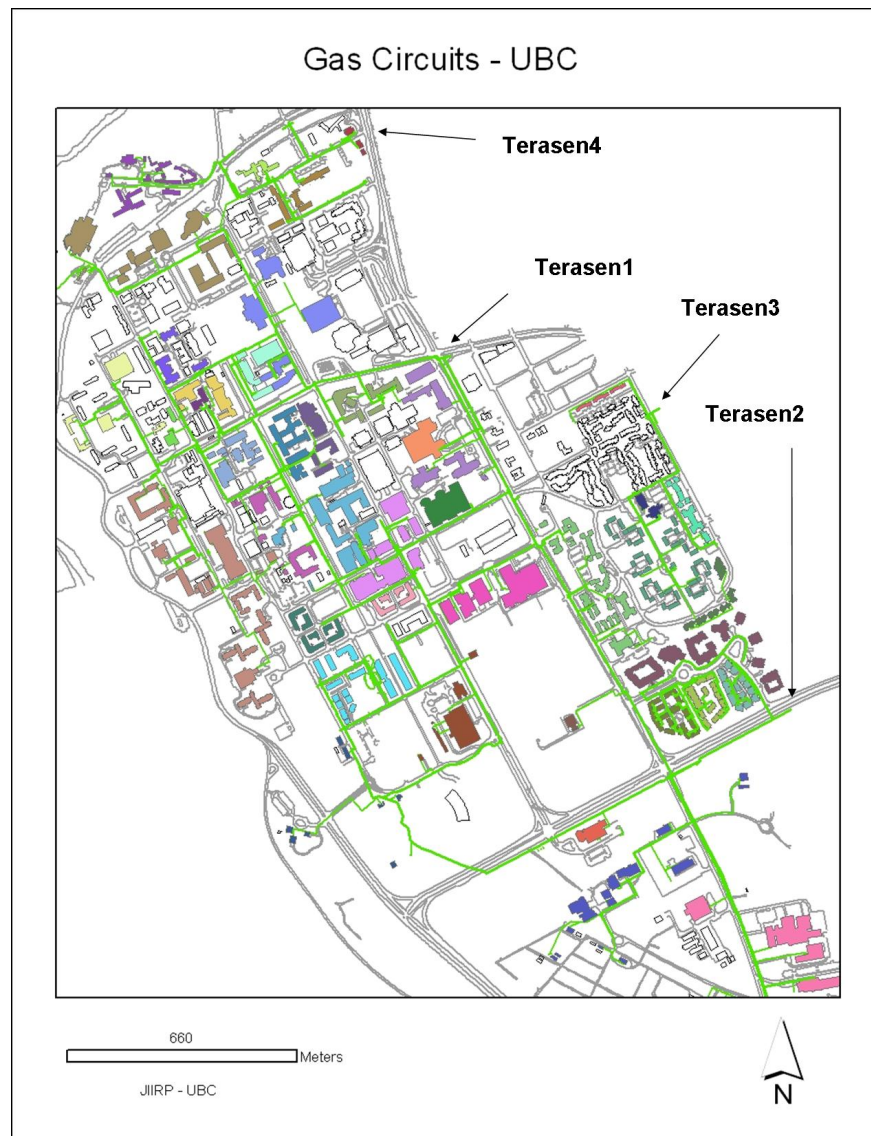 Gas Circuits - UBC
Terasen4
Terasen1
Terasen3
Terasen2
660
Meters
JIIRP - UBC
N